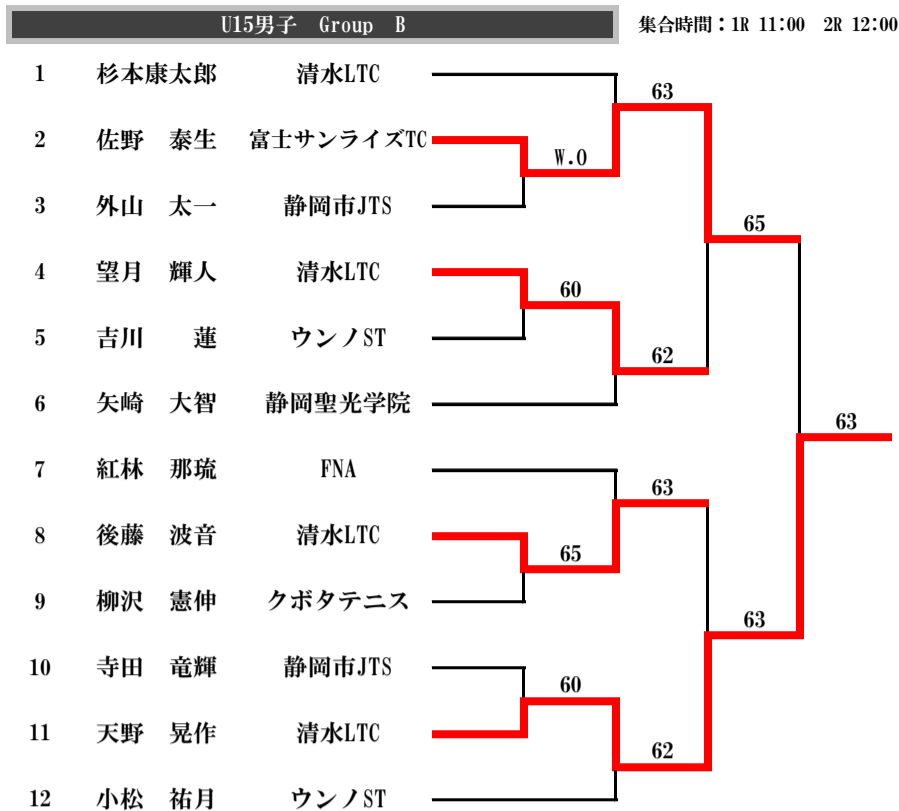 U15男子 Group B 集合時間：1R 11:00 2R 12:00
1 杉本康太郎 清水LTC
63
2 佐野 泰生 富士サンライズTC
W.O
3 外山 太一 静岡市JTS
65
4 望月 輝人 清水LTC
60
5 吉川 蓮 ウンノST
62
6 矢崎 大智 静岡聖光学院
63
7 紅林 那琉 FNA
63
8 後藤 波音 清水LTC
65
9 柳沢 憲伸 クボタテニス
63
10 寺田 竜輝 静岡市JTS
60
11 天野 晃作 清水LTC
62
12 小松 祐月 ウンノST